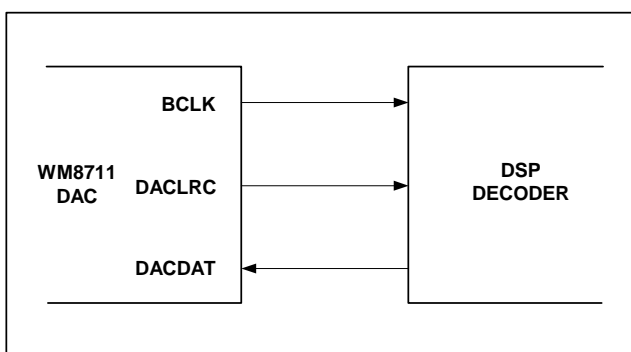 BCLK
WM8711
DAC
DACLRC
DACDAT
DSP
DECODER